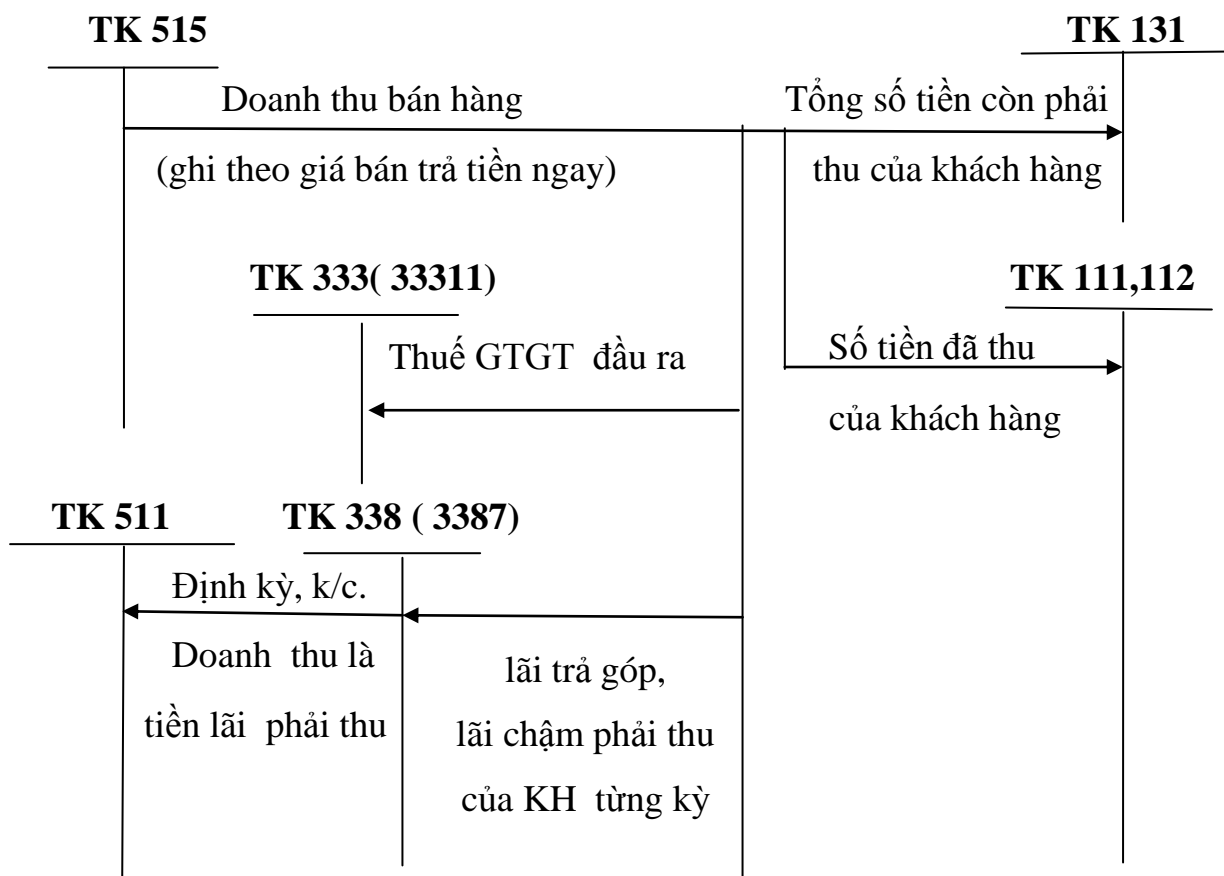 TK 515
TK 131
Doanh thu bán hàng
Tổng số tiền còn phải
(ghi theo giá bán trả tiền ngay)
thu của khách hàng
TK 333( 33311)
TK 111,112
Thuế GTGT đầu ra
Số tiền đã thu
của khách hàng
TK 511
TK 338 ( 3387)
Định kỳ, k/c.
Doanh thu là
tiền lãi phải thu
lãi trả góp,
lãi chậm phải thu
của KH từng kỳ